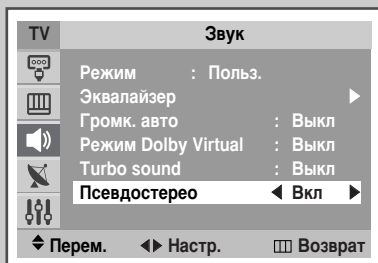 TV Звук
Режим : Польз.
Эквалайзер
Громк. авто : Выкл
Режим Dolby Virtual : Выкл
Turbo sound : Выкл
Псевдостерео Вкл
Перем. Настр. Возврат